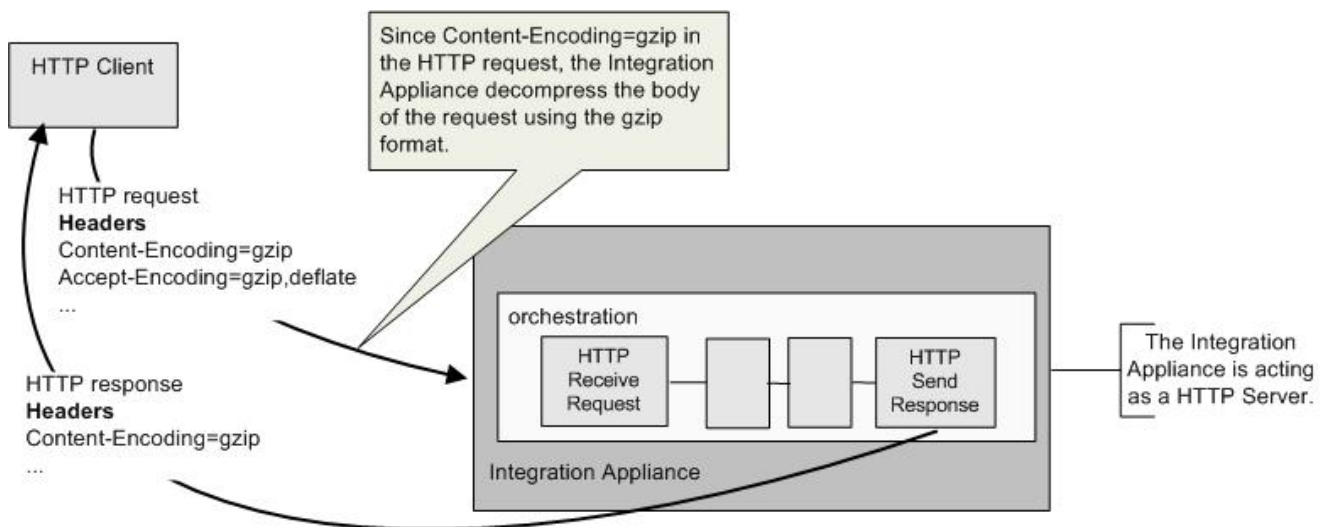 HTTP Client
Since Content-Encoding=gzip in
the HTTP request, the Integration
Appliance decompress the body
of the request using the gzip
format.
HTTP request
Headers
Content-Encoding=gzip
Accept-Encoding=gzip,deflate
...
orchestration
HTTP
Receive
Request
HTTP
Send
Response
Integration Appliance
The Integration
Appliance is acting
as a HTTP Server.
HTTP response
Headers
Content-Encoding=gzip
...